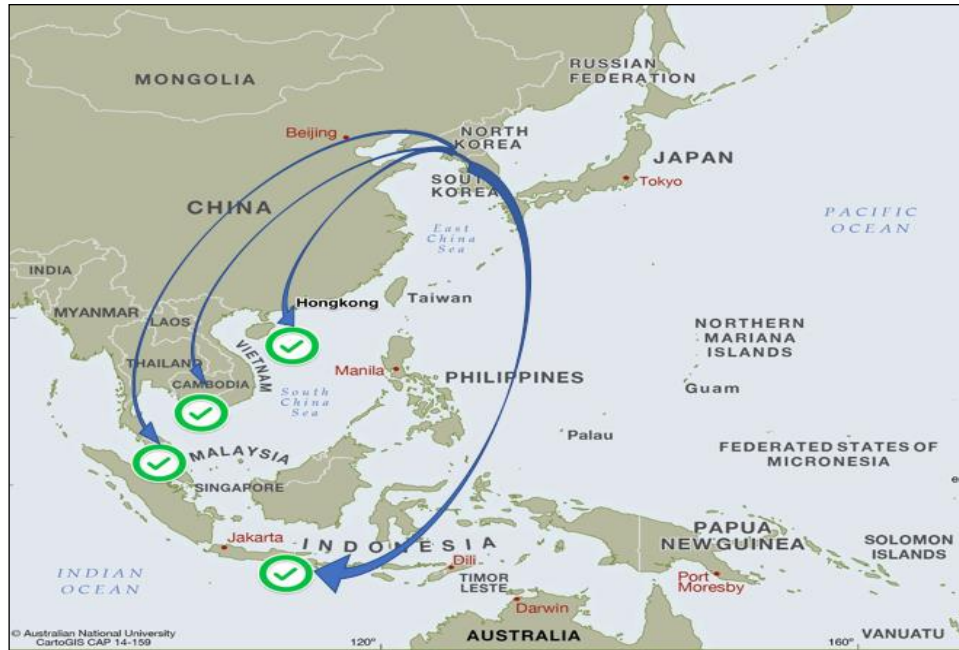 RUSSIAN
FEDERATION
MONGOLIA
Beijing
NORTH
KOREA
JAPAN
SOUTH
KOREA
Tokyo
CHINA
PACIFIC
OCEAN
East
China
Sea
INDIA
Hongkong
Taiwan
MYANMAR
LAOS
NORTHERN
MARIANA
ISLANDS
VIETNAM
THAILAND
Manila
PHILIPPINES
CAMBODIA
Guam
South
China
Sea
Palau
FEDERATED STATES OF
MICRONESIA
MALAYSIA
SINGAPORE
PAPUA
NEW GUINEA
Jakarta
INDONESIA
SOLOMON
ISLANDS
Dili
INDIAN
OCEAN
TIMOR
LESTE
Port
Moresby
Darwin
© Australian National University
CartoGIS CAP 14-159
120°
AUSTRALIA
160°
VANUATU